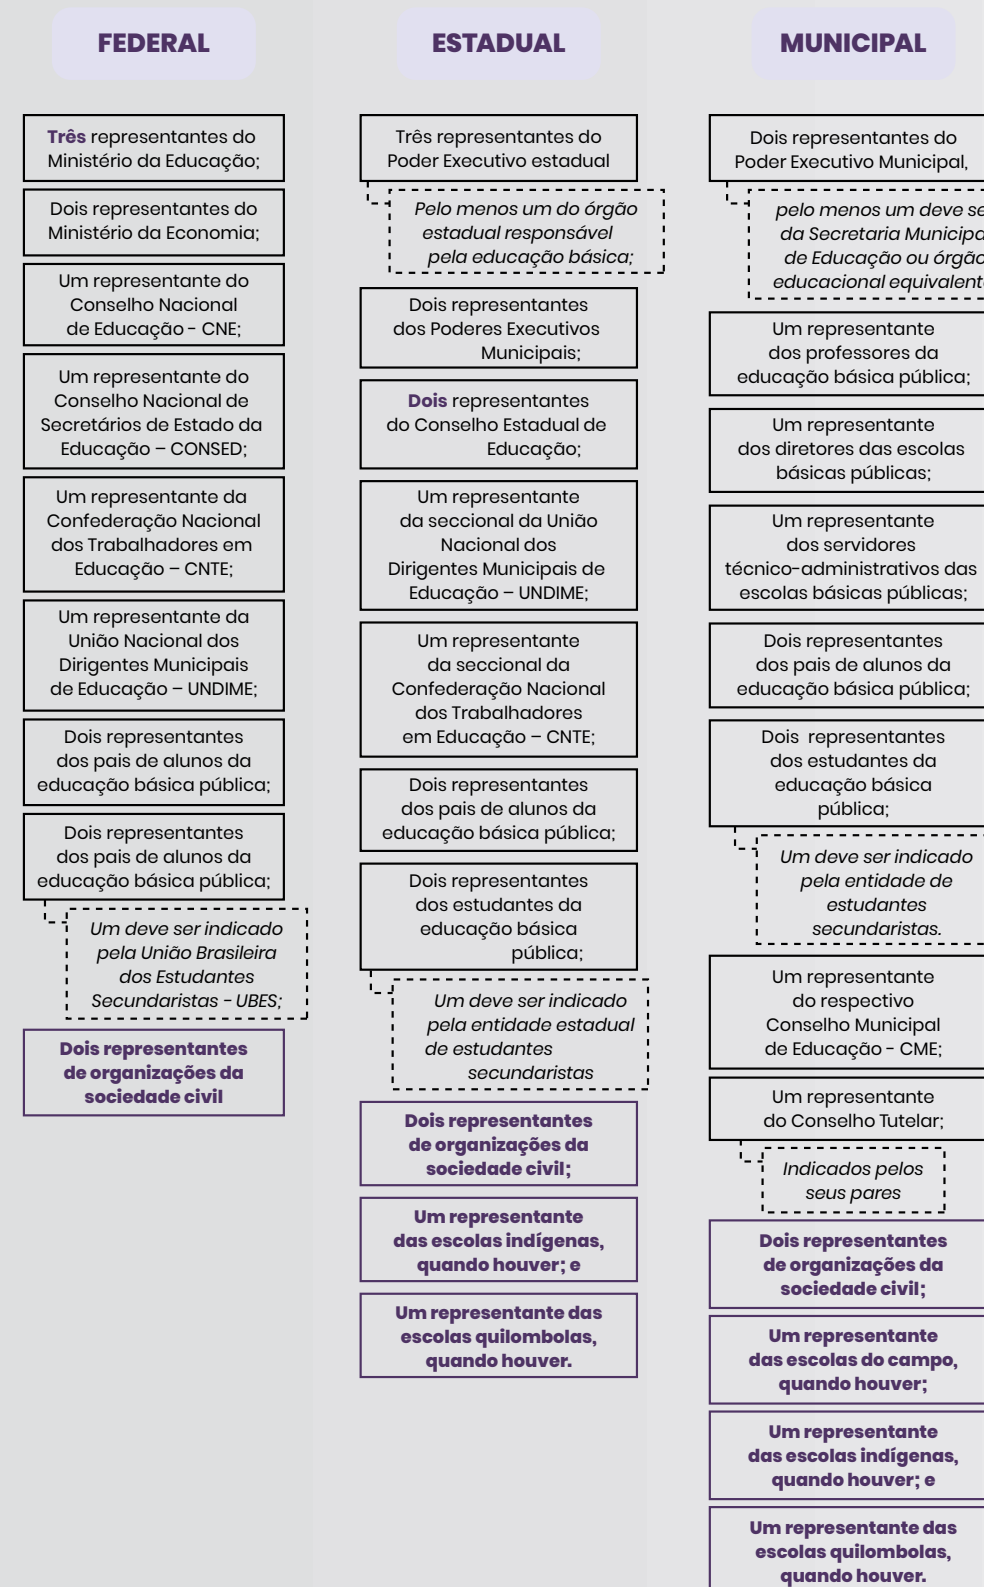 FEDERAL
Três representantes do
Ministério da Educação;
Dois representantes do
Ministério da Economia;
Um representante do
Conselho Nacional
de Educação - CNE;
Um representante do
Conselho Nacional de
Secretários de Estado da
Educação – CONSED;
Um representante da
Confederação Nacional
dos Trabalhadores em
Educação – CNTE;
Um representante da
União Nacional dos
Dirigentes Municipais
de Educação – UNDIME;
Dois representantes
dos pais de alunos da
educação básica pública;
Dois representantes
dos pais de alunos da
educação básica pública;
Um deve ser indicado
pela União Brasileira
dos Estudantes
Secundaristas - UBES;
Dois representantes
de organizações da
sociedade civil
ESTADUAL
Três representantes do
Poder Executivo estadual
Pelo menos um do órgão
estadual responsável
pela educação básica;
Dois representantes
dos Poderes Executivos
Municipais;
Dois representantes
do Conselho Estadual de
Educação;
Um representante
da seccional da União
Nacional dos
Dirigentes Municipais de
Educação – UNDIME;
Um representante
da seccional da
Confederação Nacional
dos Trabalhadores
em Educação – CNTE;
Dois representantes
dos pais de alunos da
educação básica pública;
Dois representantes
dos estudantes da
educação básica
pública;
Um deve ser indicado
pela entidade estadual
de estudantes
secundaristas
Dois representantes
de organizações da
sociedade civil;
Um representante
das escolas indígenas,
quando houver; e
Um representante das
escolas quilombolas,
quando houver.
MUNICIPAL
Dois representantes do
Poder Executivo Municipal,
pelo menos um deve se
da Secretaria Municipa
de Educação ou órgão
educacional equivalent
Um representante
dos professores da
educação básica pública;
Um representante
dos diretores das escolas
básicas públicas;
Um representante
dos servidores
técnico-administrativos das
escolas básicas públicas;
Dois representantes
dos pais de alunos da
educação básica pública;
Dois representantes
dos estudantes da
educação básica
pública;
Um deve ser indicado
pela entidade de
estudantes
secundaristas.
Um representante
do respectivo
Conselho Municipal
de Educação - CME;
Um representante
do Conselho Tutelar;
Indicados pelos
seus pares
Dois representantes
de organizações da
sociedade civil;
Um representante
das escolas do campo,
quando houver;
Um representante
das escolas indígenas,
quando houver; e
Um representante das
escolas quilombolas,
quando houver.